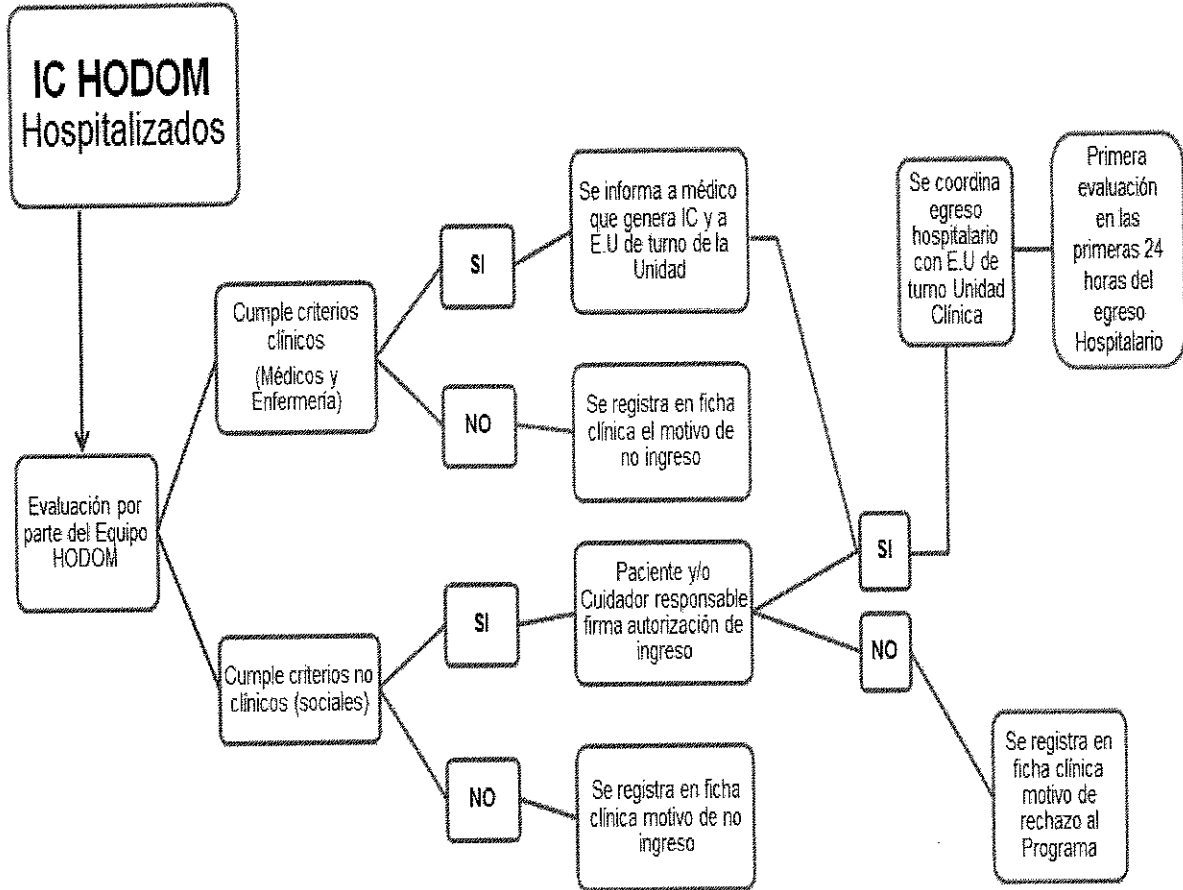 IC HODOM
Hospitalizados
Evaluación por
parte del Equipo
HODOM
Cumple criterios
clínicos
(Médicos y
Enfermería)
SI
Se informa a médico
que genera IC y a
E.U de turno de la
Unidad
NO
Se registra en ficha
clínica el motivo de
no ingreso
Cumple criterios no
clínicos (sociales)
SI
Paciente y/o
Cuidador responsable
firma autorización de
ingreso
NO
Se registra en ficha
clínica motivo de no
ingreso
SI
Se coordina
egreso
hospitalario
con E.U de
turno Unidad
Clínica
Primera
evaluación
en las
primeras 24
horas del
egreso
Hospitalario
NO
Se registra en
ficha clínica
motivo de
rechazo al
Programa